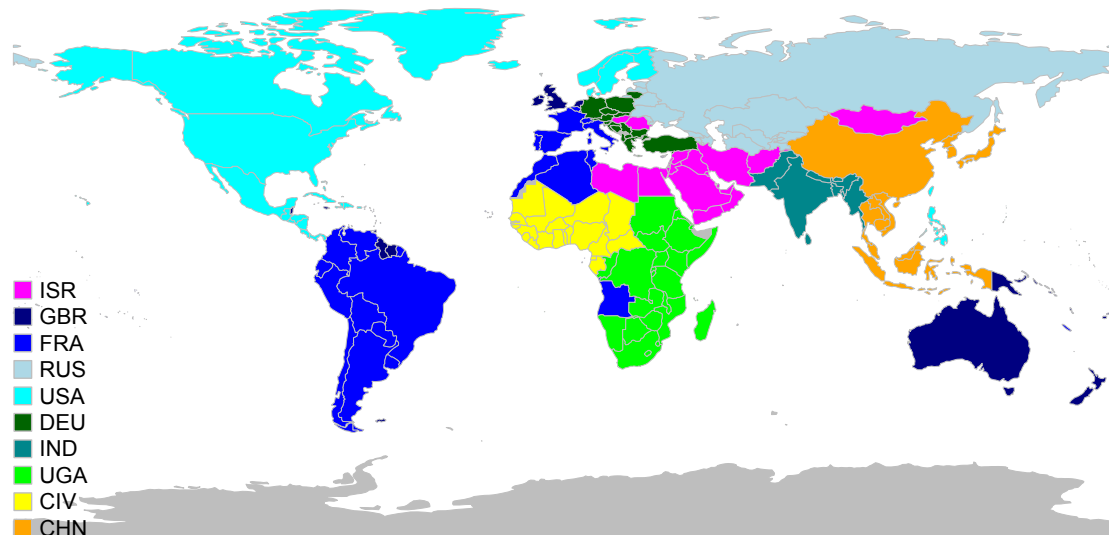 ISR
GBR
FRA
RUS
USA
DEU
IND
UGA
CIV
CHN